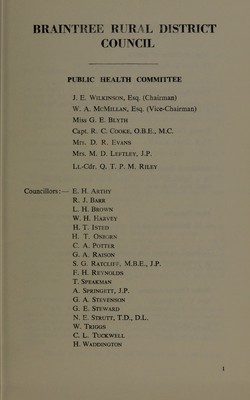 BRAINTREE RURAL DISTRICT
COUNCIL
PUBLIC HEALTH COMMITTEE
J. E. WILKINSON, Esq. (Chairman)
W. A. MCMILLAN, Esq. (Vice-Chairman)
Miss G. E. BLYTH
Capt. R. C. COOKE, O.B.E., M.C.
Mrs. D. R. EVANS
Mrs. M. D. LEFTLEY, J.P.
Lt.-Cdr. Q. T. P. M. RILEY
Councillors:— E. H. ARTHY
R. J. BARR
L. H. BROWN
W. H. HARVEY
H. T. ISTED
H. T. OSBORN
C. A. POTTER
G. A. RAISON
S. G. RATCLIFF, M.B.E., J.P.
F. H. REYNOLDS
T. SPEAKMAN
A. SPRINGETT, J.P.
G. A. STEVENSON
G. E. STEWARD
N. E. STRUTT, T.D., D.L.
W. TRIGGS
C. L. TUCKWELL
H. WADDINGTON
1